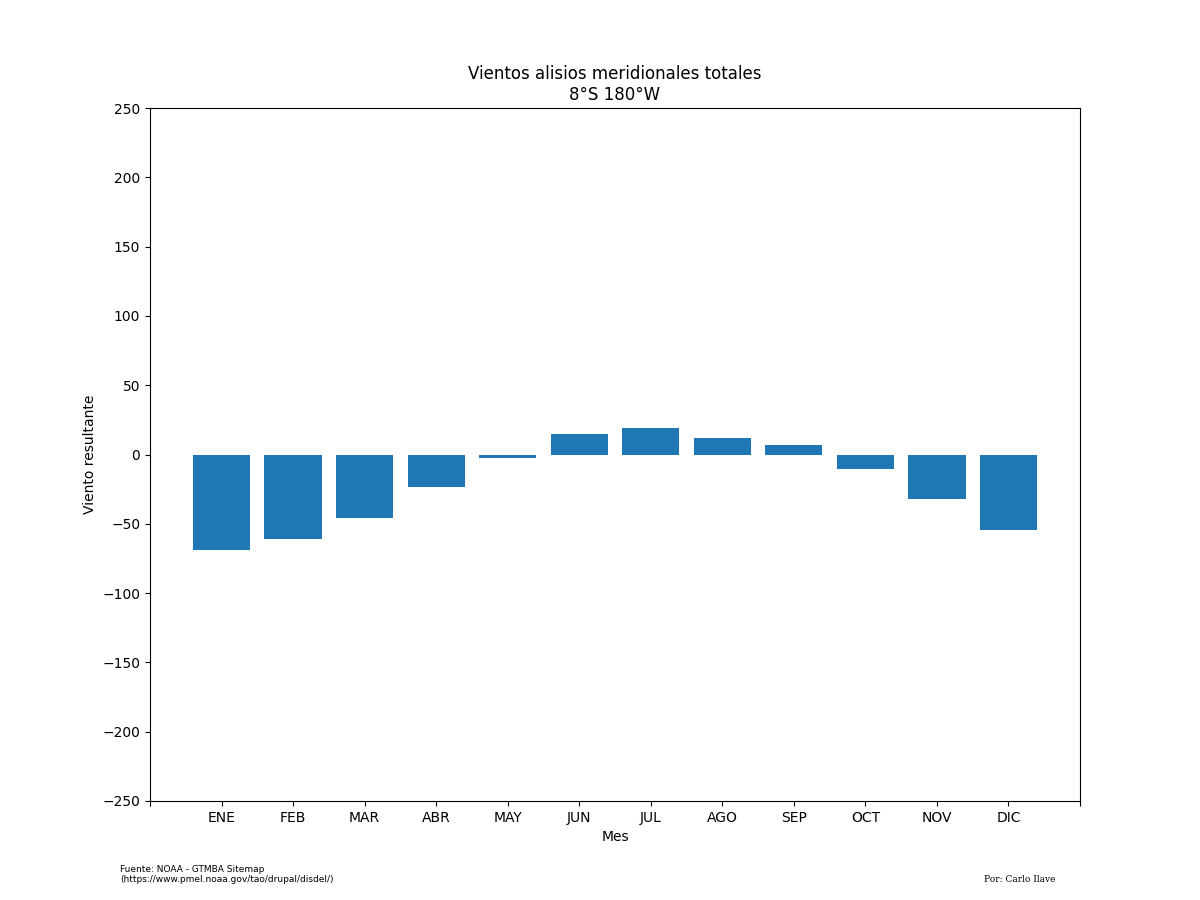 Vientos alisios meridionales totales
8°S 180°W
250
200
150
100
50
0
−50
−100
−150
−200
−250
Viento resultante
ENE FEB MAR ABR MAY JUN JUL AGO SEP OCT NOV DIC
Mes
Fuente: NOAA - GTMBA Sitemap
(https://www.pmel.noaa.gov/tao/drupal/disdel/)
Por: Carlo Ilave